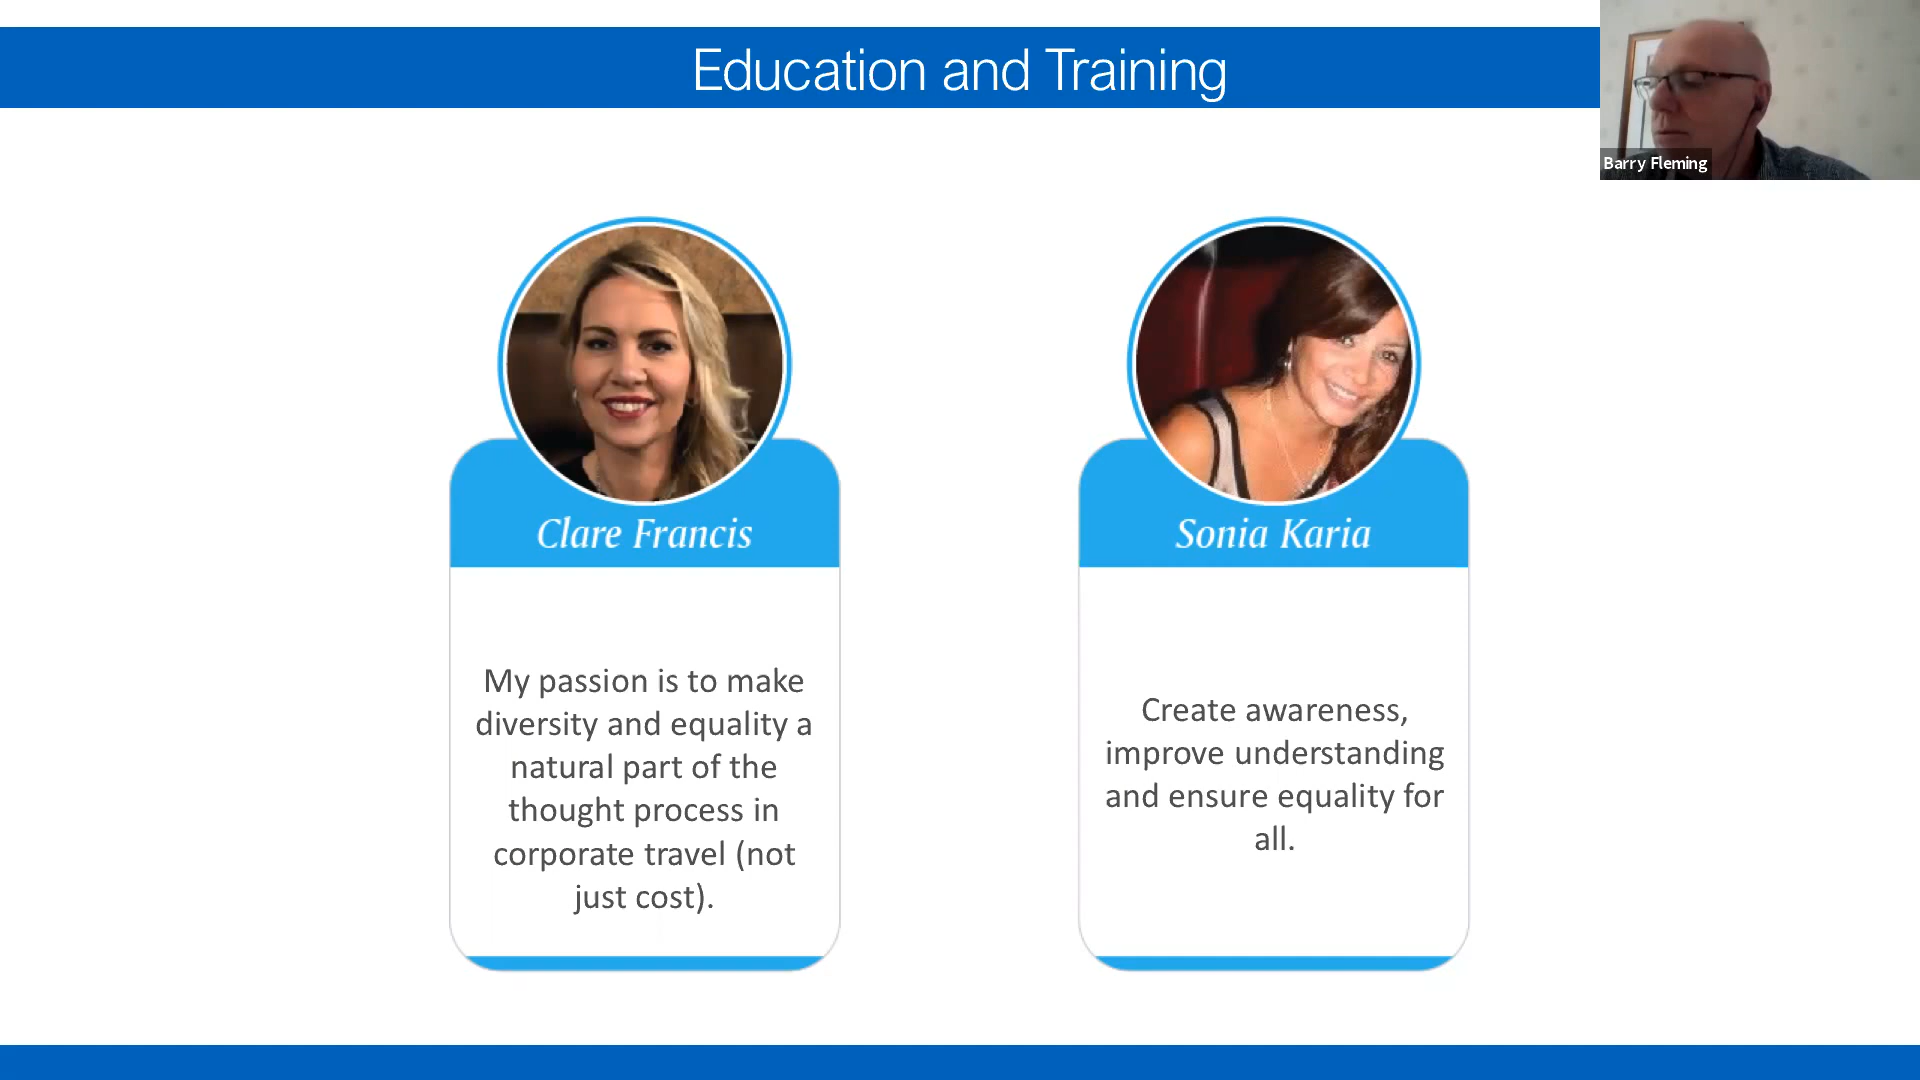 Education and Training
Barry Fleming
Clare Francis
My passion is to make
diversity and equality a
natural part of the
thought process in
corporate travel (not
just cost).
Sonia Karia
Create awareness,
improve understanding
and ensure equality for
all.